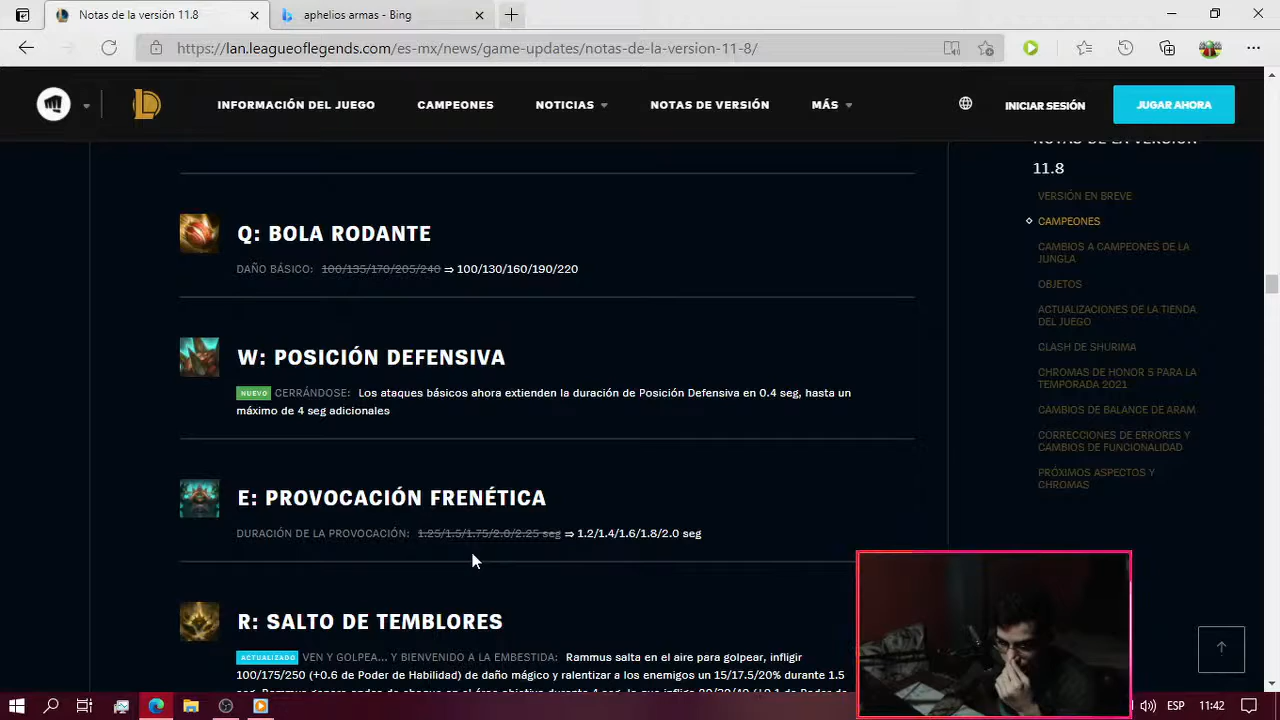 Notas de la versión 11.8
aphelios armas - Bing
https://lan.leagueoflegends.com/es-mx/news/game-updates/notas-de-la-version-11-8/
INFORMACIÓN DEL JUEGO
CAMPEONES
NOTICIAS
NOTAS DE VERSIÓN
MÁS
INICIAR SESIÓN
JUGAR AHORA
Q: BOLA RODANTE
DAÑO BÁSICO: 100/135/170/205/240 ⇒ 100/130/160/190/220
W: POSICIÓN DEFENSIVA
NUEVO CERRÁNDOSE: Los ataques básicos ahora extienden la duración de Posición Defensiva en 0.4 seg, hasta un
máximo de 4 seg adicionales
E: PROVOCACIÓN FRENÉTICA
DURACIÓN DE LA PROVOCACIÓN: 1.25/1.5/1.75/2.0/2.25 seg ⇒ 1.2/1.4/1.6/1.8/2.0 seg
R: SALTO DE TEMBLORES
ACTUALIZADO VEN Y GOLPEA... Y BIENVENIDO A LA EMBESTIDA: Rammus salta en el aire para golpear, infligir
100/175/250 (+0.6 de Poder de Habilidad) de daño mágico y ralentizar a los enemigos un 15/17.5/20% durante 1.5
NOTAS DE LA VERSIÓN
11.8
VERSIÓN EN BREVE
CAMPEONES
CAMBIOS A CAMPEONES DE LA
JUNGLA
OBJETOS
ACTUALIZACIONES DE LA TIENDA
DEL JUEGO
CLASH DE SHURIMA
CHROMAS DE HONOR 5 PARA LA
TEMPORADA 2021
CAMBIOS DE BALANCE DE ARAM
CORRECCIONES DE ERRORES Y
CAMBIOS DE FUNCIONALIDAD
PRÓXIMOS ASPECTOS Y
CHROMAS
ESP
11:42